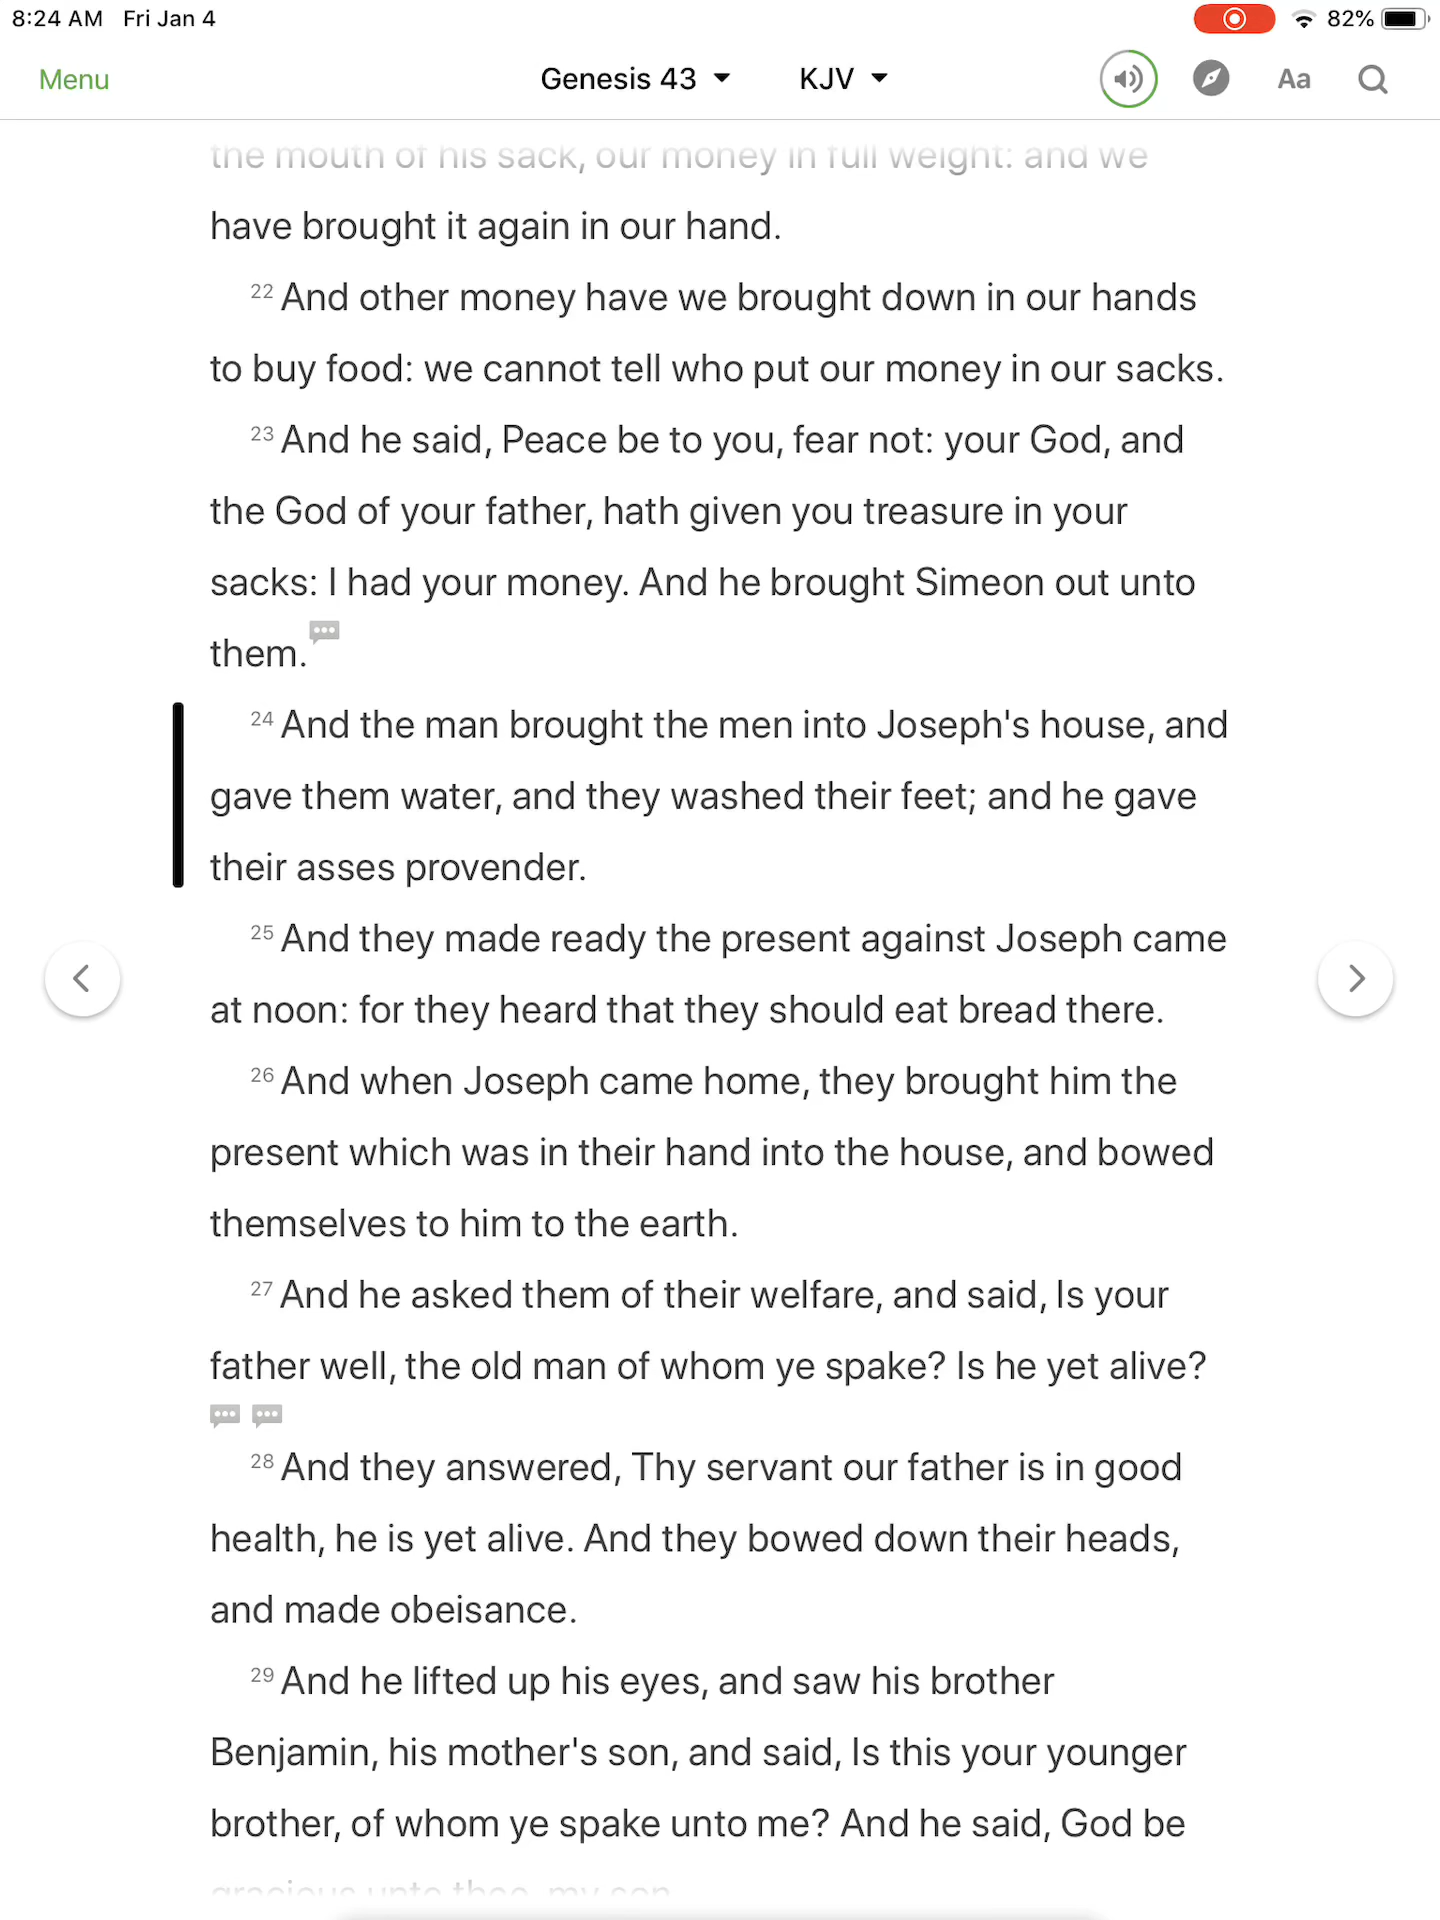 8:24 AM Fri Jan 4 82%
Menu Genesis 43 KJV Aa
the mouth of his sack, our money in full weight: and we
have brought it again in our hand.
22 And other money have we brought down in our hands
to buy food: we cannot tell who put our money in our sacks.
23 And he said, Peace be to you, fear not: your God, and
the God of your father, hath given you treasure in your
sacks: I had your money. And he brought Simeon out unto
them.
24 And the man brought the men into Joseph's house, and
gave them water, and they washed their feet; and he gave
their asses provender.
25 And they made ready the present against Joseph came
at noon: for they heard that they should eat bread there.
26 And when Joseph came home, they brought him the
present which was in their hand into the house, and bowed
themselves to him to the earth.
27 And he asked them of their welfare, and said, Is your
father well, the old man of whom ye spake? Is he yet alive?
28 And they answered, Thy servant our father is in good
health, he is yet alive. And they bowed down their heads,
and made obeisance.
29 And he lifted up his eyes, and saw his brother
Benjamin, his mother's son, and said, Is this your younger
brother, of whom ye spake unto me? And he said, God be
gracious unto thee, my son.